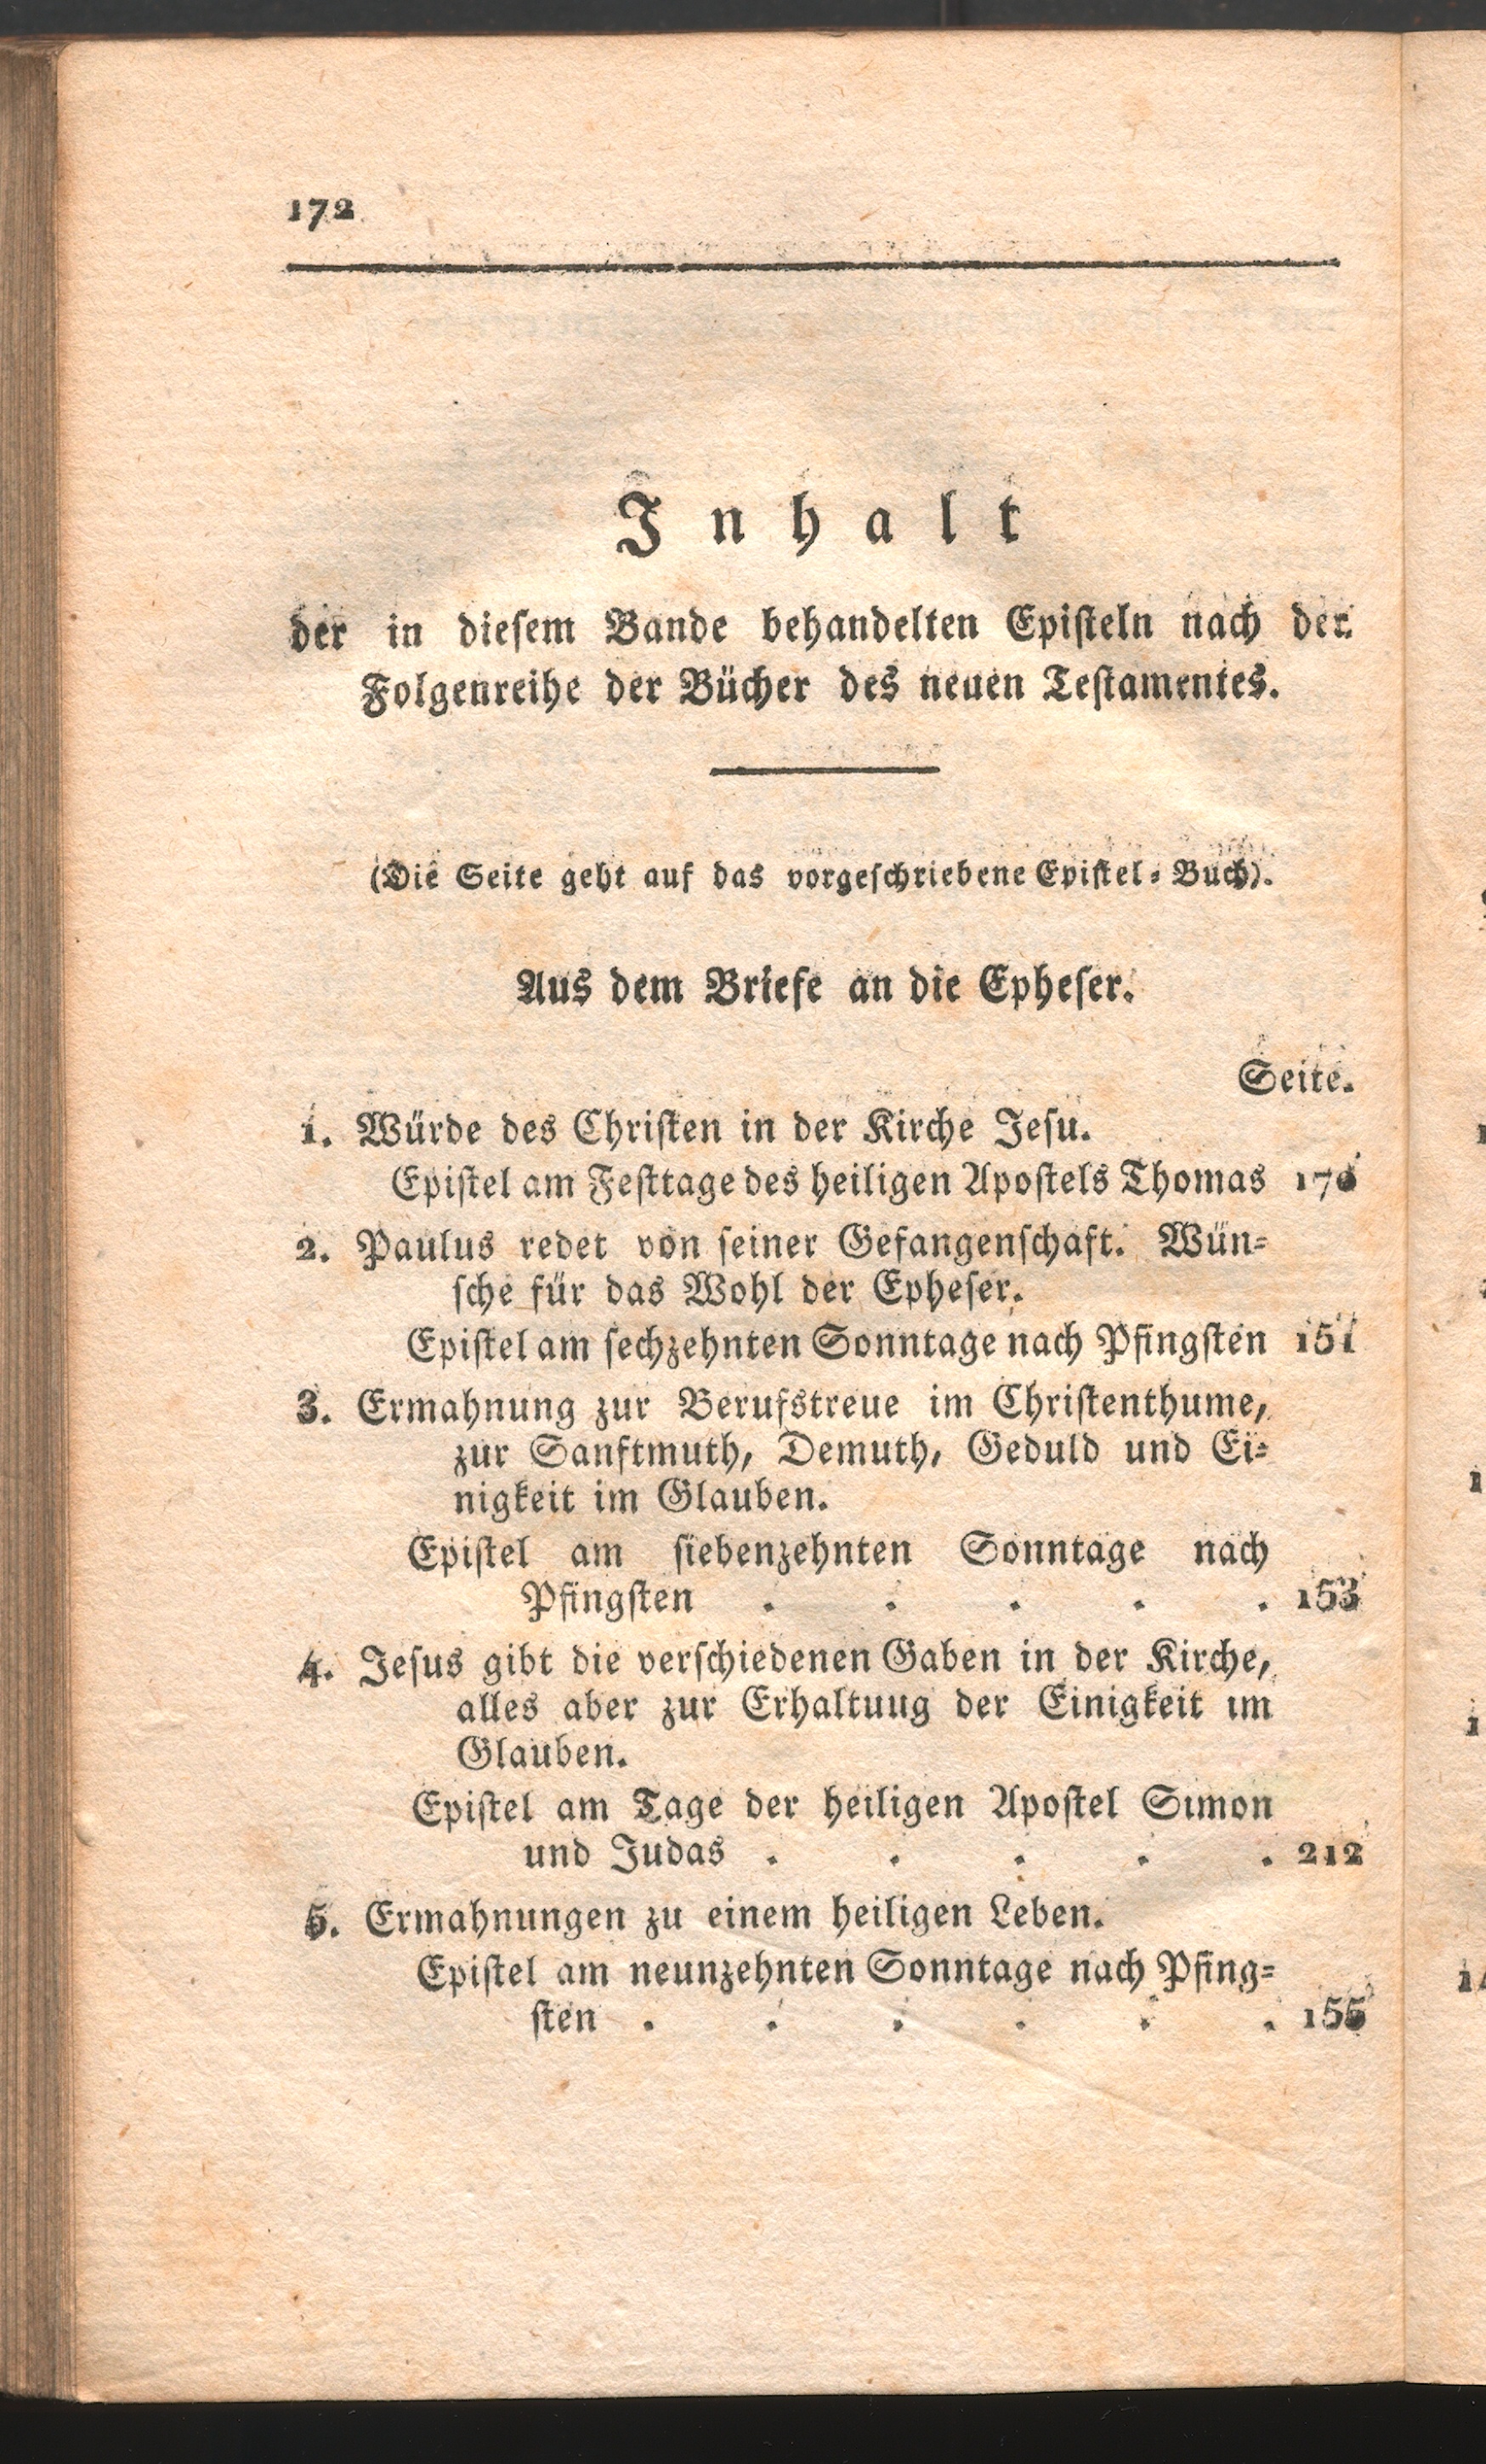 172
Inhalt
der in dieſem Bande behandelten Epiſteln nach der
Folgenreihe der Bücher des neuen Teſtamentes.
(Die Seite geht auf das vorgeſchriebene Epiſtel⸗Buch).
Aus dem Briefe an die Epheſer.
Seite.
1. Würde des Chriſten in der Kirche Jeſu.
Epiſtel am Feſttage des heiligen Apoſtels Thomas
2. Paulus redet von ſeiner Gefangenſchaft. Wün⸗
ſche für das Wohl der Epheſer.
Epiſtel am ſechzehnten Sonntage nach Pfingſten 151
3. Ermahnung zur Berufstreue im Chriſtenthume,
zur Sanftmuth, Demuth, Geduld und Ei⸗
nigkeit im Glauben.
Epiſtel am ſiebenzehnten Sonntage nach
Pfingſten . . . . . 153
4. Jeſus gibt die verſchiedenen Gaben in der Kirche,
alles aber zur Erhaltuug der Einigkeit im
Glauben.
Epiſtel am Tage der heiligen Apoſtel Simon
und Judas . . . . . 212
5. Ermahnungen zu einem heiligen Leben.
Epiſtel am neunzehnten Sonntage nach Pfing⸗
ſten . . . . . . 155